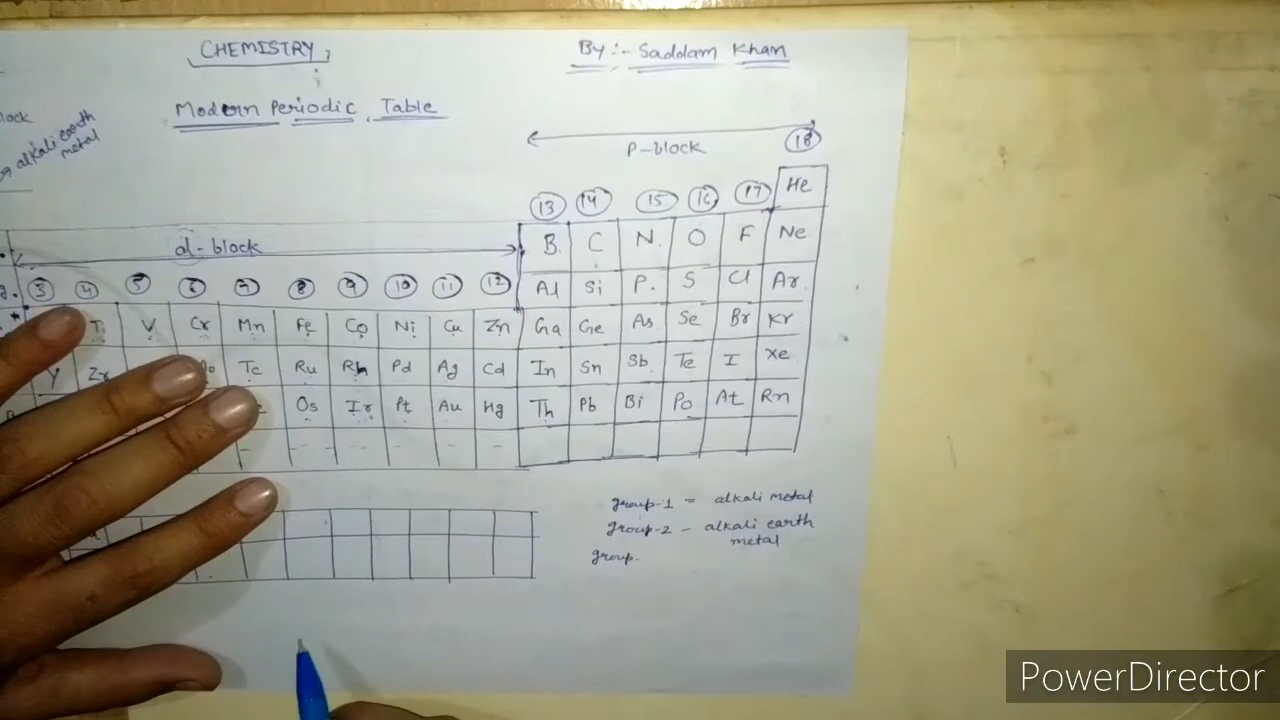 CHEMISTRY,
By :- Saddam Khan
Modern Periodic Table
lock
alkali earth
metal
P-block
18
13 14 15 16 17 He
d-block
B C N O F Ne
3 4 5 6 7 8 9 10 11 12
Al Si P. S Cl Ar
Ti V Cr Mn Fe Co Ni Cu Zn Ga Ge As Se Br Kr
Y Zr Tc Ru Rh Pd Ag Cd In Sn Sb Te I Xe
Os Ir Pt Au Hg Th Pb Bi Po At Rn
group-1 = alkali metal
group-2 - alkali earth
metal
group.
PowerDirector